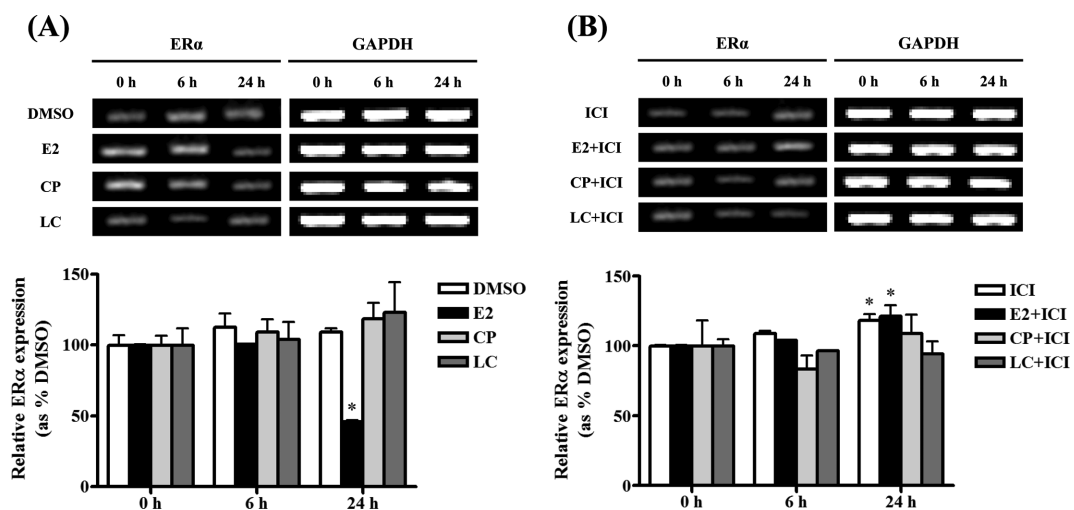 (A)
ERα GAPDH
0 h 6 h 24 h 0 h 6 h 24 h
DMSO
E2
CP
LC
Relative ERα expression
(as % DMSO)
150
100
50
0
*
0 h 6 h 24 h
DMSO
E2
CP
LC
(B)
ERα GAPDH
0 h 6 h 24 h 0 h 6 h 24 h
ICI
E2+ICI
CP+ICI
LC+ICI
Relative ERα expression
(as % DMSO)
150
100
50
0
* *
0 h 6 h 24 h
ICI
E2+ICI
CP+ICI
LC+ICI